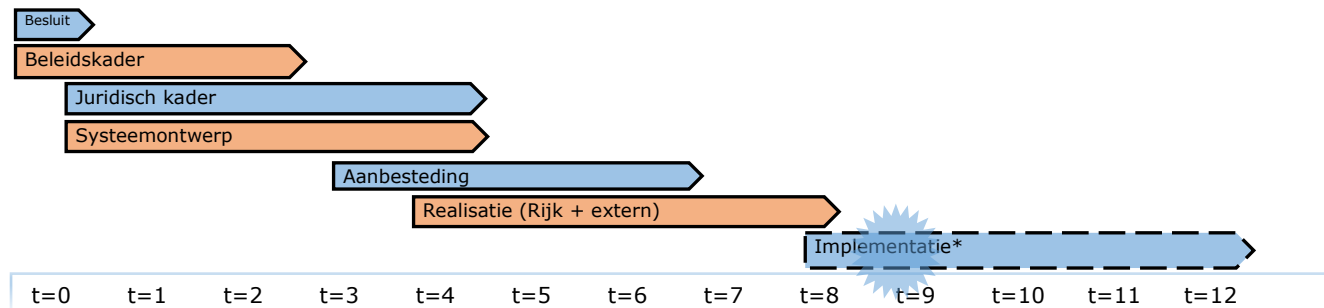 Besluit
Beleidskader
Juridisch kader
Systeemontwerp
Aanbesteding
Realisatie (Rijk + extern)
Implementatie*
t=0 t=1 t=2 t=3 t=4 t=5 t=6 t=7 t=8 t=9 t=10 t=11 t=12